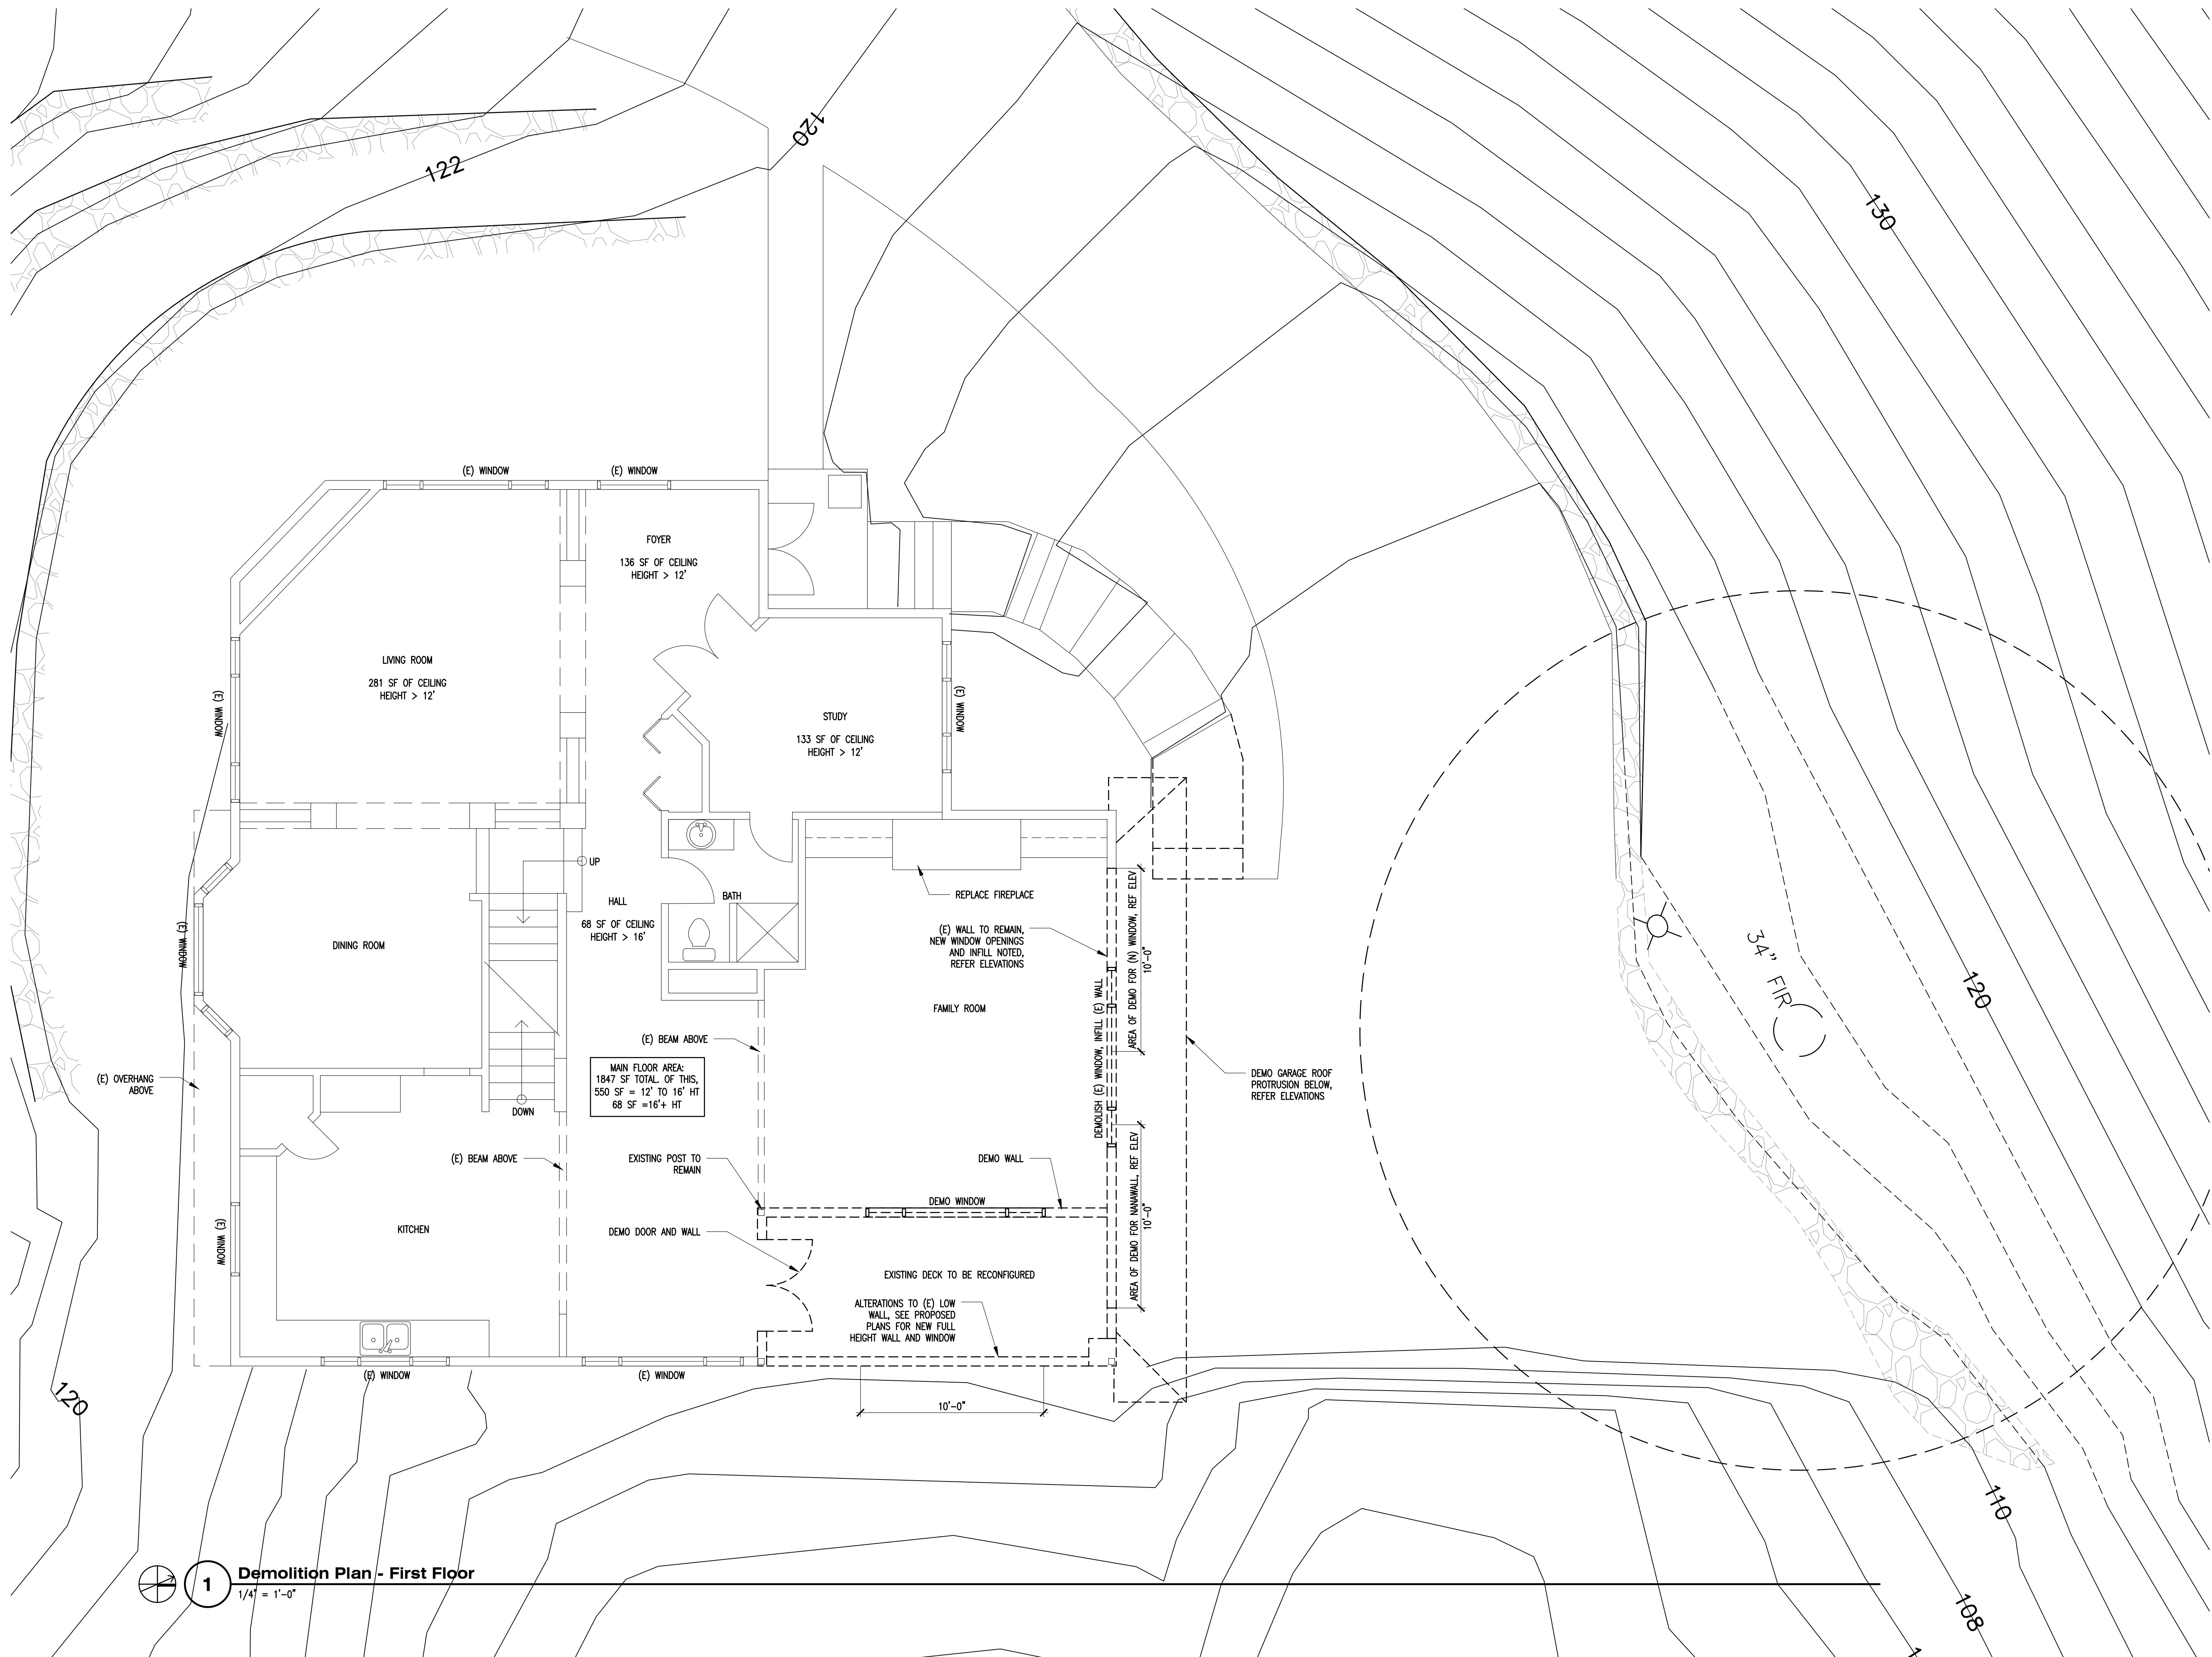 120
122
130
(E) WINDOW
(E) WINDOW
FOYER
136 SF OF CEILING
HEIGHT > 12'
LIVING ROOM
281 SF OF CEILING
HEIGHT > 12'
(E) WINDOW
STUDY
133 SF OF CEILING
HEIGHT > 12'
(E) WINDOW
UP
HALL
68 SF OF CEILING
HEIGHT > 16'
BATH
REPLACE FIREPLACE
(E) WALL TO REMAIN,
NEW WINDOW OPENINGS
AND INFILL NOTED,
REFER ELEVATIONS
AREA OF DEMO FOR (N) WINDOW, REF ELEV
10'-0"
DINING ROOM
(E) WINDOW
FAMILY ROOM
DEMOLISH (E) WINDOW, INFILL (E) WALL
34" FIR
120
(E) BEAM ABOVE
(E) OVERHANG
ABOVE
MAIN FLOOR AREA:
1847 SF TOTAL. OF THIS,
550 SF = 12' TO 16' HT
68 SF =16'+ HT
DEMO GARAGE ROOF
PROTRUSION BELOW,
REFER ELEVATIONS
DOWN
(E) BEAM ABOVE
EXISTING POST TO
REMAIN
DEMO WALL
AREA OF DEMO FOR NANAWALL, REF ELEV
10'-0"
DEMO WINDOW
KITCHEN
(E) WINDOW
DEMO DOOR AND WALL
EXISTING DECK TO BE RECONFIGURED
ALTERATIONS TO (E) LOW
WALL, SEE PROPOSED
PLANS FOR NEW FULL
HEIGHT WALL AND WINDOW
(E) WINDOW
(E) WINDOW
10'-0"
120
110
108
1
Demolition Plan - First Floor
1/4" = 1'-0"